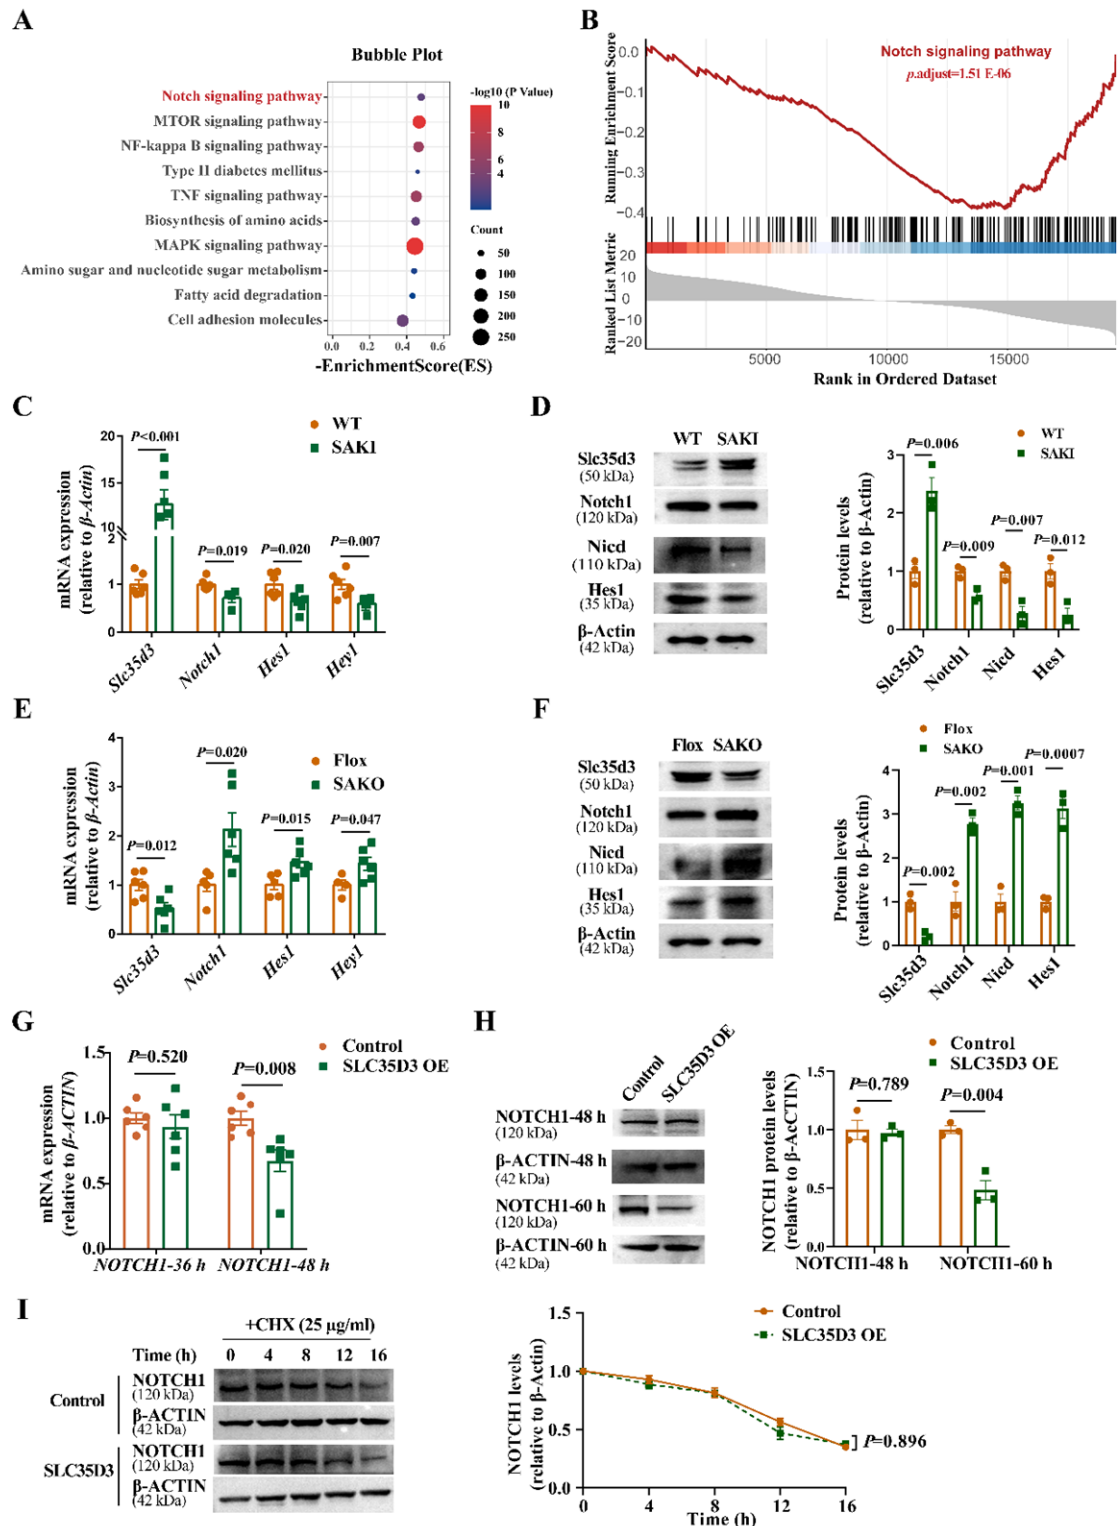 A
Bubble Plot
Notch signaling pathway
MTOR signaling pathway
NF-kappa B signaling pathway
Type II diabetes mellitus
TNF signaling pathway
Biosynthesis of amino acids
MAPK signaling pathway
Amino sugar and nucleotide sugar metabolism
Fatty acid degradation
Cell adhesion molecules
0.0 0.2 0.4 0.6
-EnrichmentScore(ES)
-log10 (P Value)
10
8
6
4
Count
50
100
150
200
250
B
Running Enrichment Score
0.0
-0.1
-0.2
-0.3
-0.4
Notch signaling pathway
p.adjust=1.51 E-06
Ranked List Metric
20
10
0
-10
-20
5000 10000 15000
Rank in Ordered Dataset
C
WT
SAK1
mRNA expression
(relative to β-Actin)
20
15
10
2
1
0
P<0.001
P=0.019
P=0.020
P=0.007
Slc35d3 Notch1 Hes1 Hey1
D
WT SAKI
Slc35d3
(50 kDa)
Notch1
(120 kDa)
Nicd
(110 kDa)
Hes1
(35 kDa)
β-Actin
(42 kDa)
WT
SAKI
Protein levels
(relative to β-Actin)
3
2
1
0
P=0.006
P=0.009
P=0.007
P=0.012
Slc35d3 Notch1 Nicd Hes1
E
Flox
SAKO
mRNA expression
(relative to β-Actin)
4
3
2
1
0
P=0.012
P=0.020
P=0.015
P=0.047
Slc35d3 Notch1 Hes1 Hey1
F
Flox SAKO
Slc35d3
(50 kDa)
Notch1
(120 kDa)
Nicd
(110 kDa)
Hes1
(35 kDa)
β-Actin
(42 kDa)
Flox
SAKO
Protein levels
(relative to β-Actin)
4
3
2
1
0
P=0.002
P=0.002
P=0.001
P=0.0007
Slc35d3 Notch1 Nicd Hes1
G
Control
SLC35D3 OE
mRNA expression
(relative to β-ACTIN)
1.5
1.0
0.5
0.0
P=0.520
P=0.008
NOTCH1-36 h NOTCH1-48 h
H
Control SLC35D3 OE
NOTCH1-48 h
(120 kDa)
β-ACTIN-48 h
(42 kDa)
NOTCH1-60 h
(120 kDa)
β-ACTIN-60 h
(42 kDa)
Control
SLC35D3 OE
NOTCH1 protein levels
(relative to β-AcCTIN)
1.5
1.0
0.5
0.0
P=0.789
P=0.004
NOTCII1-48 h NOTCII1-60 h
I
+CHX (25 μg/ml)
Time (h) 0 4 8 12 16
Control
NOTCH1
(120 kDa)
β-ACTIN
(42 kDa)
SLC35D3
NOTCH1
(120 kDa)
β-ACTIN
(42 kDa)
Control
SLC35D3 OE
NOTCH1 levels
(relative to β-Actin)
1.5
1.0
0.5
0.0
P=0.896
0 4 8 12 16
Time (h)